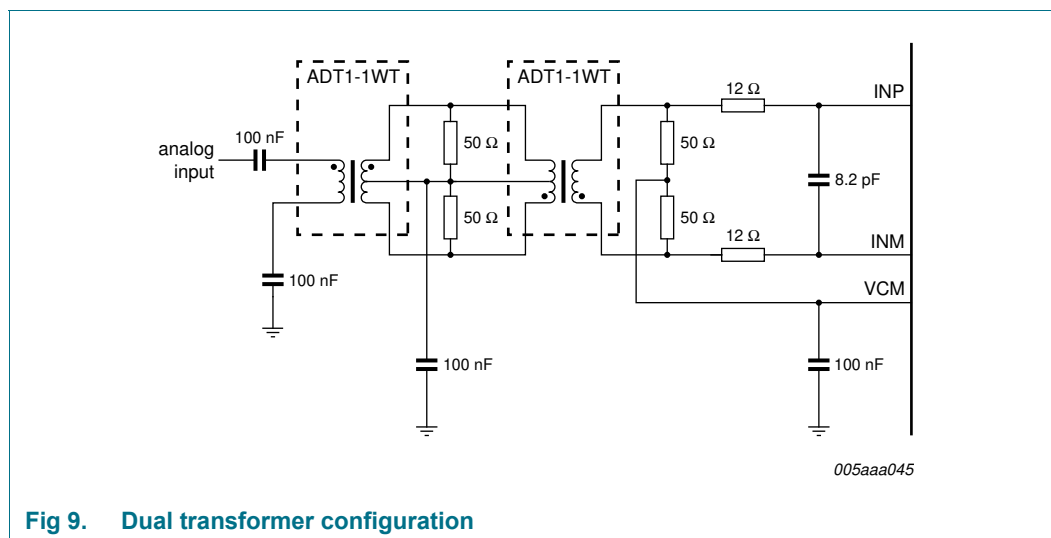 ADT1-1WT
ADT1-1WT
12 Ω
INP
100 nF
50 Ω
50 Ω
analog
input
8.2 pF
50 Ω
50 Ω
12 Ω
INM
100 nF
VCM
100 nF
100 nF
005aaa045
Fig 9. Dual transformer configuration